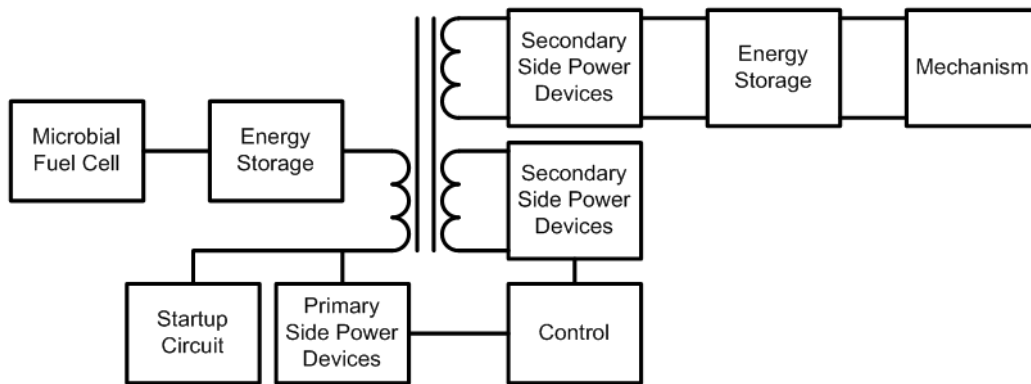 Secondary
Side Power
Devices
Energy
Storage
Mechanism
Microbial
Fuel Cell
Energy
Storage
Secondary
Side Power
Devices
Startup
Circuit
Primary
Side Power
Devices
Control